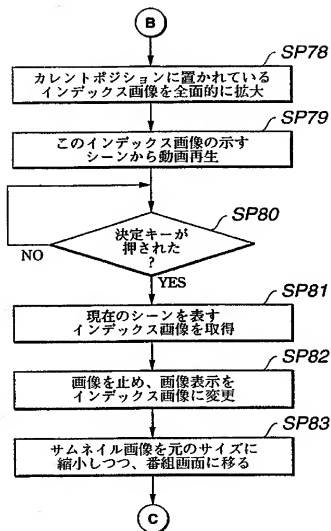 B
SP78
カレントポジションに置かれている
インデックス画像を全面的に拡大
SP79
このインデックス画像の示す
シーンから動画再生
SP80
決定キーが
押された
?
NO
YES
SP81
現在のシーンを表す
インデックス画像を取得
SP82
画像を止め、画像表示を
インデックス画像に変更
SP83
サムネイル画像を元のサイズに
縮小しつつ、番組画面に移る
C